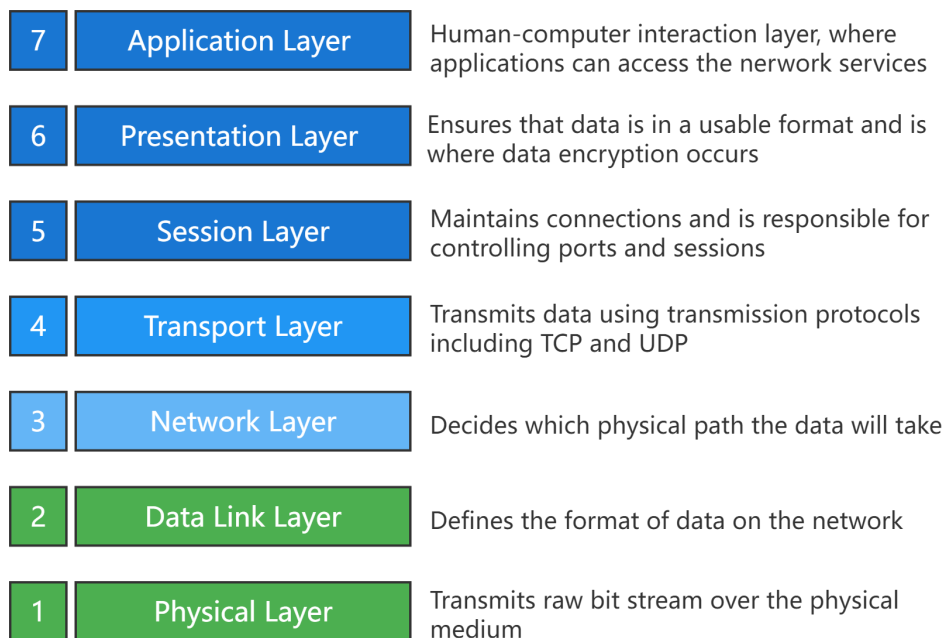 7 Application Layer
Human-computer interaction layer, where
applications can access the nerwork services
6 Presentation Layer
Ensures that data is in a usable format and is
where data encryption occurs
5 Session Layer
Maintains connections and is responsible for
controlling ports and sessions
4 Transport Layer
Transmits data using transmission protocols
including TCP and UDP
3 Network Layer
Decides which physical path the data will take
2 Data Link Layer
Defines the format of data on the network
1 Physical Layer
Transmits raw bit stream over the physical
medium